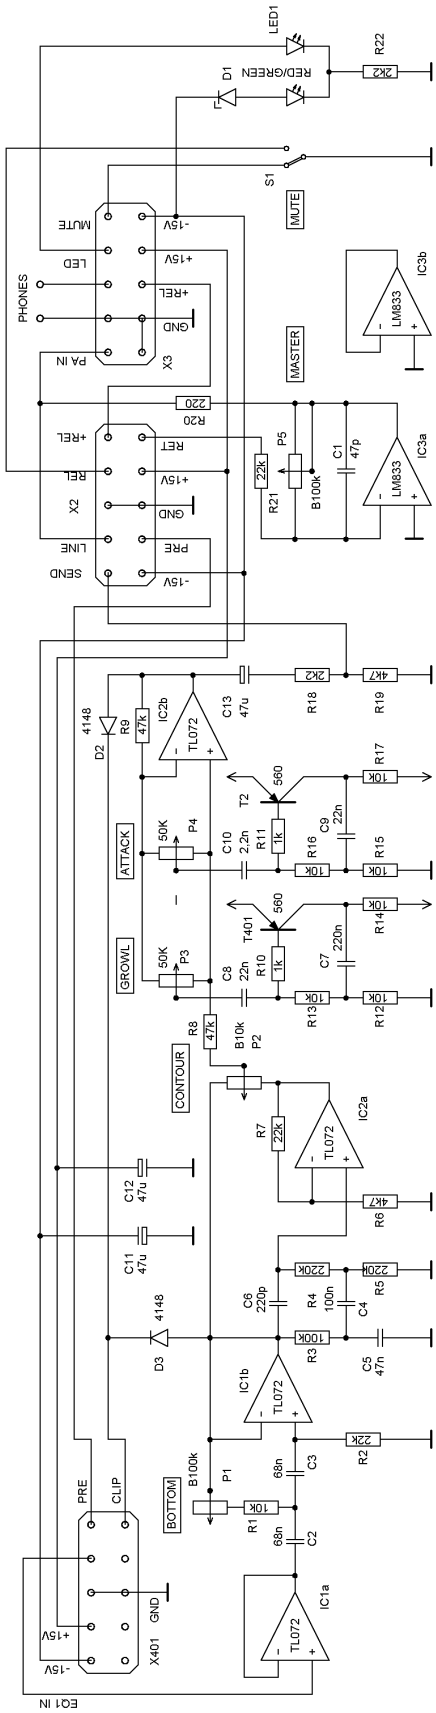 LED1
RED/GREEN
D1
R22
2k2
S1
MUTE
MUTE
-15V
LED
+15V
PHONES
+REL
GND
PA IN
X3
LM833
IC3b
MASTER
220
R20
+REL
RET
REL
+15V
X2
GND
LINE
PRE
SEND
-15V
22k
R21
P5
B100k
C1
47p
LM833
IC3a
4148
D2
R9
47k
IC2b
TL072
C13
47u
2k2
R18
4k7
R19
ATTACK
50K
P4
C10
2,2n
R11
1k
T2
560
R16
10k
C9
22n
R17
10k
R15
10k
GROWL
50K
P3
C8
22n
R10
1k
T401
560
R13
10k
C7
220n
R14
10k
R12
10k
R8
47k
CONTOUR
B10k
P2
R7
22k
TL072
IC2a
R6
4k7
C12
47u
C11
47u
4148
D3
C6
220p
220k
R4
100n
C4
220k
R5
R3
100k
C5
47n
IC1b
TL072
BOTTOM
B100k
P1
R1
10k
68n
C3
R2
22k
68n
C2
TL072
IC1a
PRE
CLIP
GND
+15V
-15V
X401
EQ1 IN